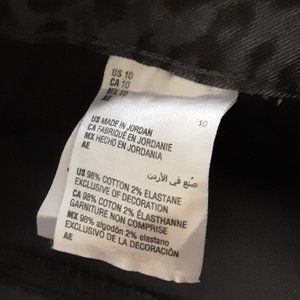 US 10
CA 10
MX 10
AE
10
US MADE IN JORDAN
CA FABRIQUÉ EN JORDANIE
MX HECHO EN JORDANIA
AE
صنع في الأردن
US 98% COTTON 2% ELASTANE
EXCLUSIVE OF DECORATION
CA 98% COTON 2% ÉLASTHANNE
GARNITURE NON COMPRISE
MX 98% algodón 2% elastano
EXCLUSIVO DE LA DECORACIÓN
AE